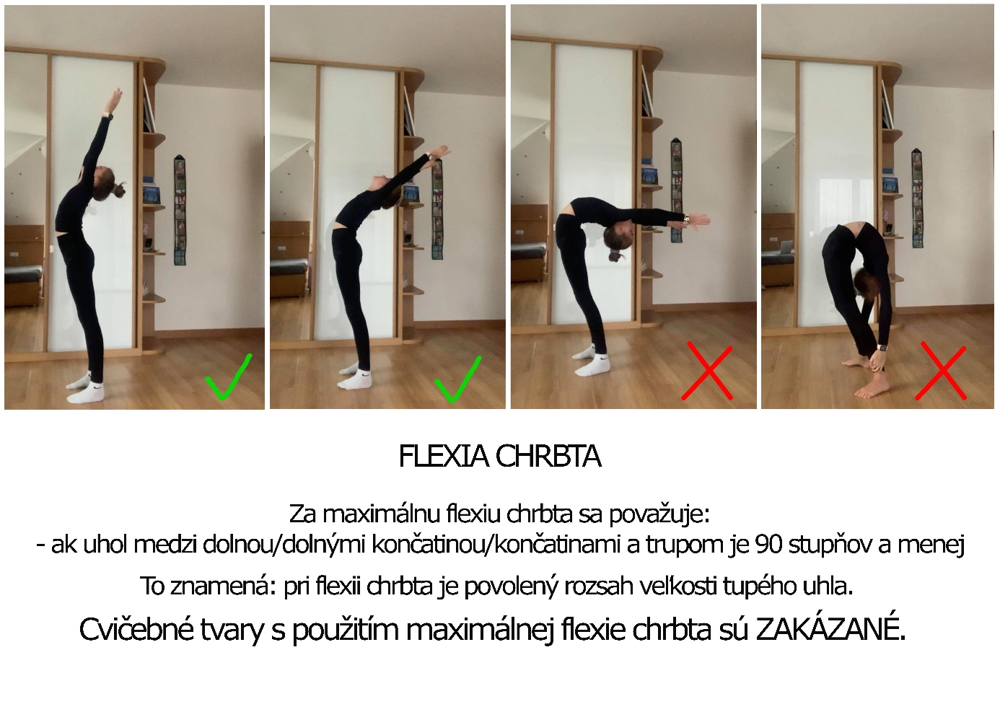 FLEXIA CHRBTA
Za maximálnu flexiu chrbta sa považuje:
- ak uhol medzi dolnou/dolnými končatinou/končatinami a trupom je 90 stupňov a menej
To znamená: pri flexii chrbta je povolený rozsah veľkosti tupého uhla.
Cvičebné tvary s použitím maximálnej flexie chrbta sú ZAKÁZANÉ.